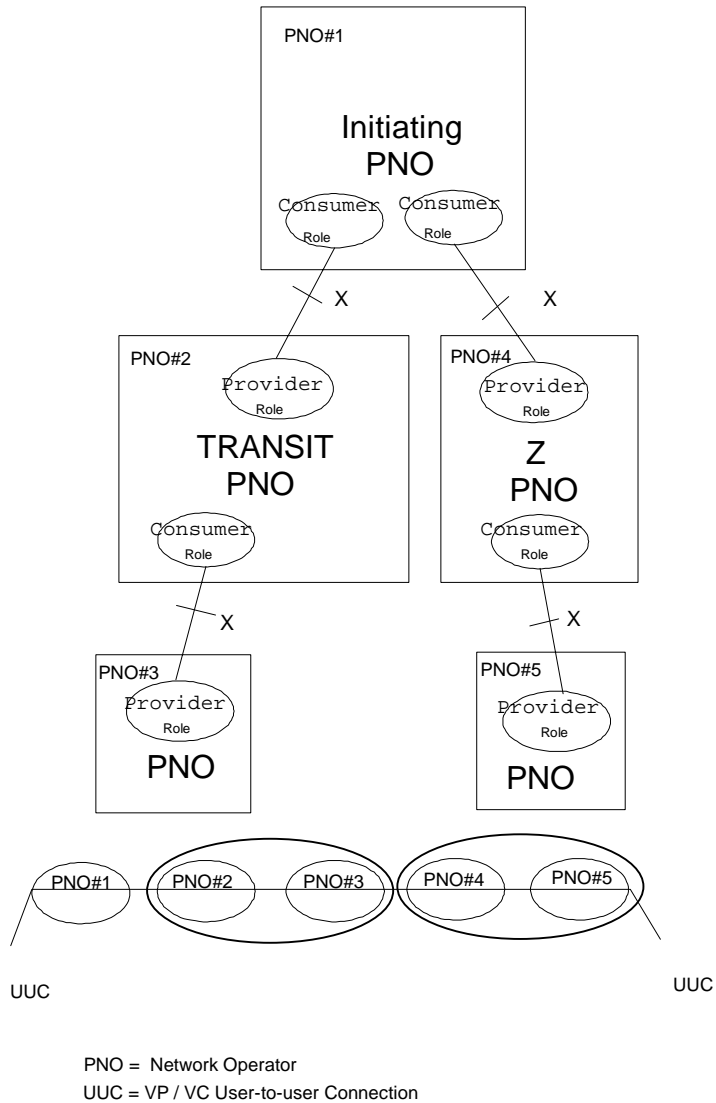 PNO#1
Initiating
PNO
Consumer
Role
Consumer
Role
X
X
PNO#2
Provider
Role
TRANSIT
PNO
Consumer
Role
PNO#4
Provider
Role
Z
PNO
Consumer
Role
X
X
PNO#3
Provider
Role
PNO
PNO#5
Provider
Role
PNO
PNO#1
PNO#2
PNO#3
PNO#4
PNO#5
UUC
UUC
PNO = Network Operator
UUC = VP / VC User-to-user Connection